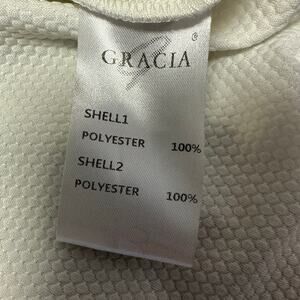 GRACIA ®
SHELL1
POLYESTER 100%
SHELL2
POLYESTER 100%